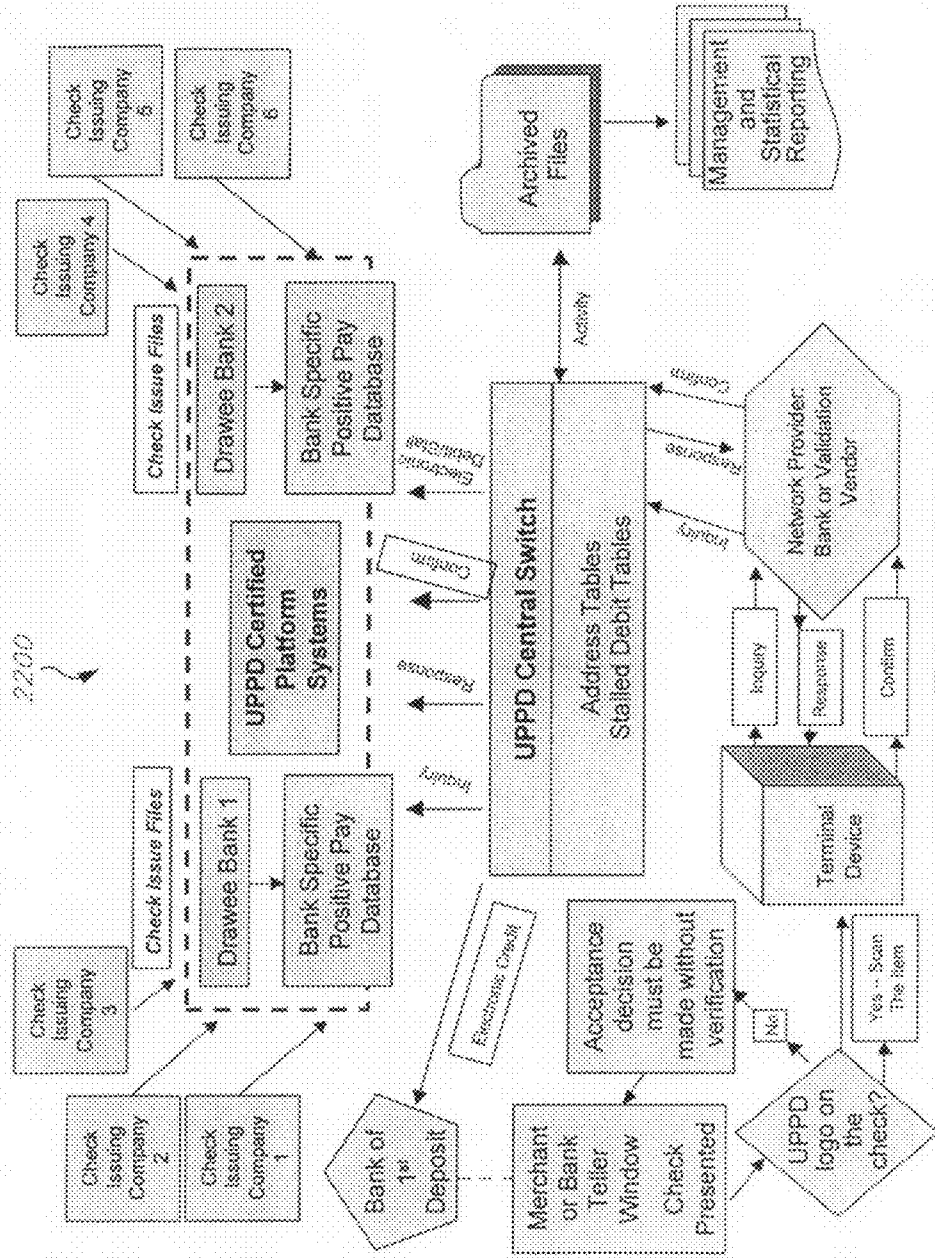 2200
Check
Issuing
Company
3
Check
Issuing
Company 4
Check
Issuing
Company
5
Check
Issuing
Company
6
Check
Issuing
Company
2
Check
Issuing
Company
1
Check Issue Files
Check Issue Files
Drawee Bank 1
Bank Specific
Positive Pay
Database
UPPD Certified
Platform
Systems
Drawee Bank 2
Bank Specific
Positive Pay
Database
Inquiry
Response
Confirm
Electronic
Debit/Stall
Bank of
1st
Deposit
Electronic Credit
UPPD Central Switch
Address Tables
Stalled Debit Tables
Activity
Archived
Files
Management
and
Statistical
Reporting
Merchant
or Bank
Teller
Window
Check
Presented
Acceptance
decision
must be
made without
verification
No
UPPD
logo on
the
check?
Yes - Scan
The Item
Terminal
Device
Inquiry
Response
Confirm
Inquiry
Response
Confirm
Network Provider:
Bank or Validation
Vendor